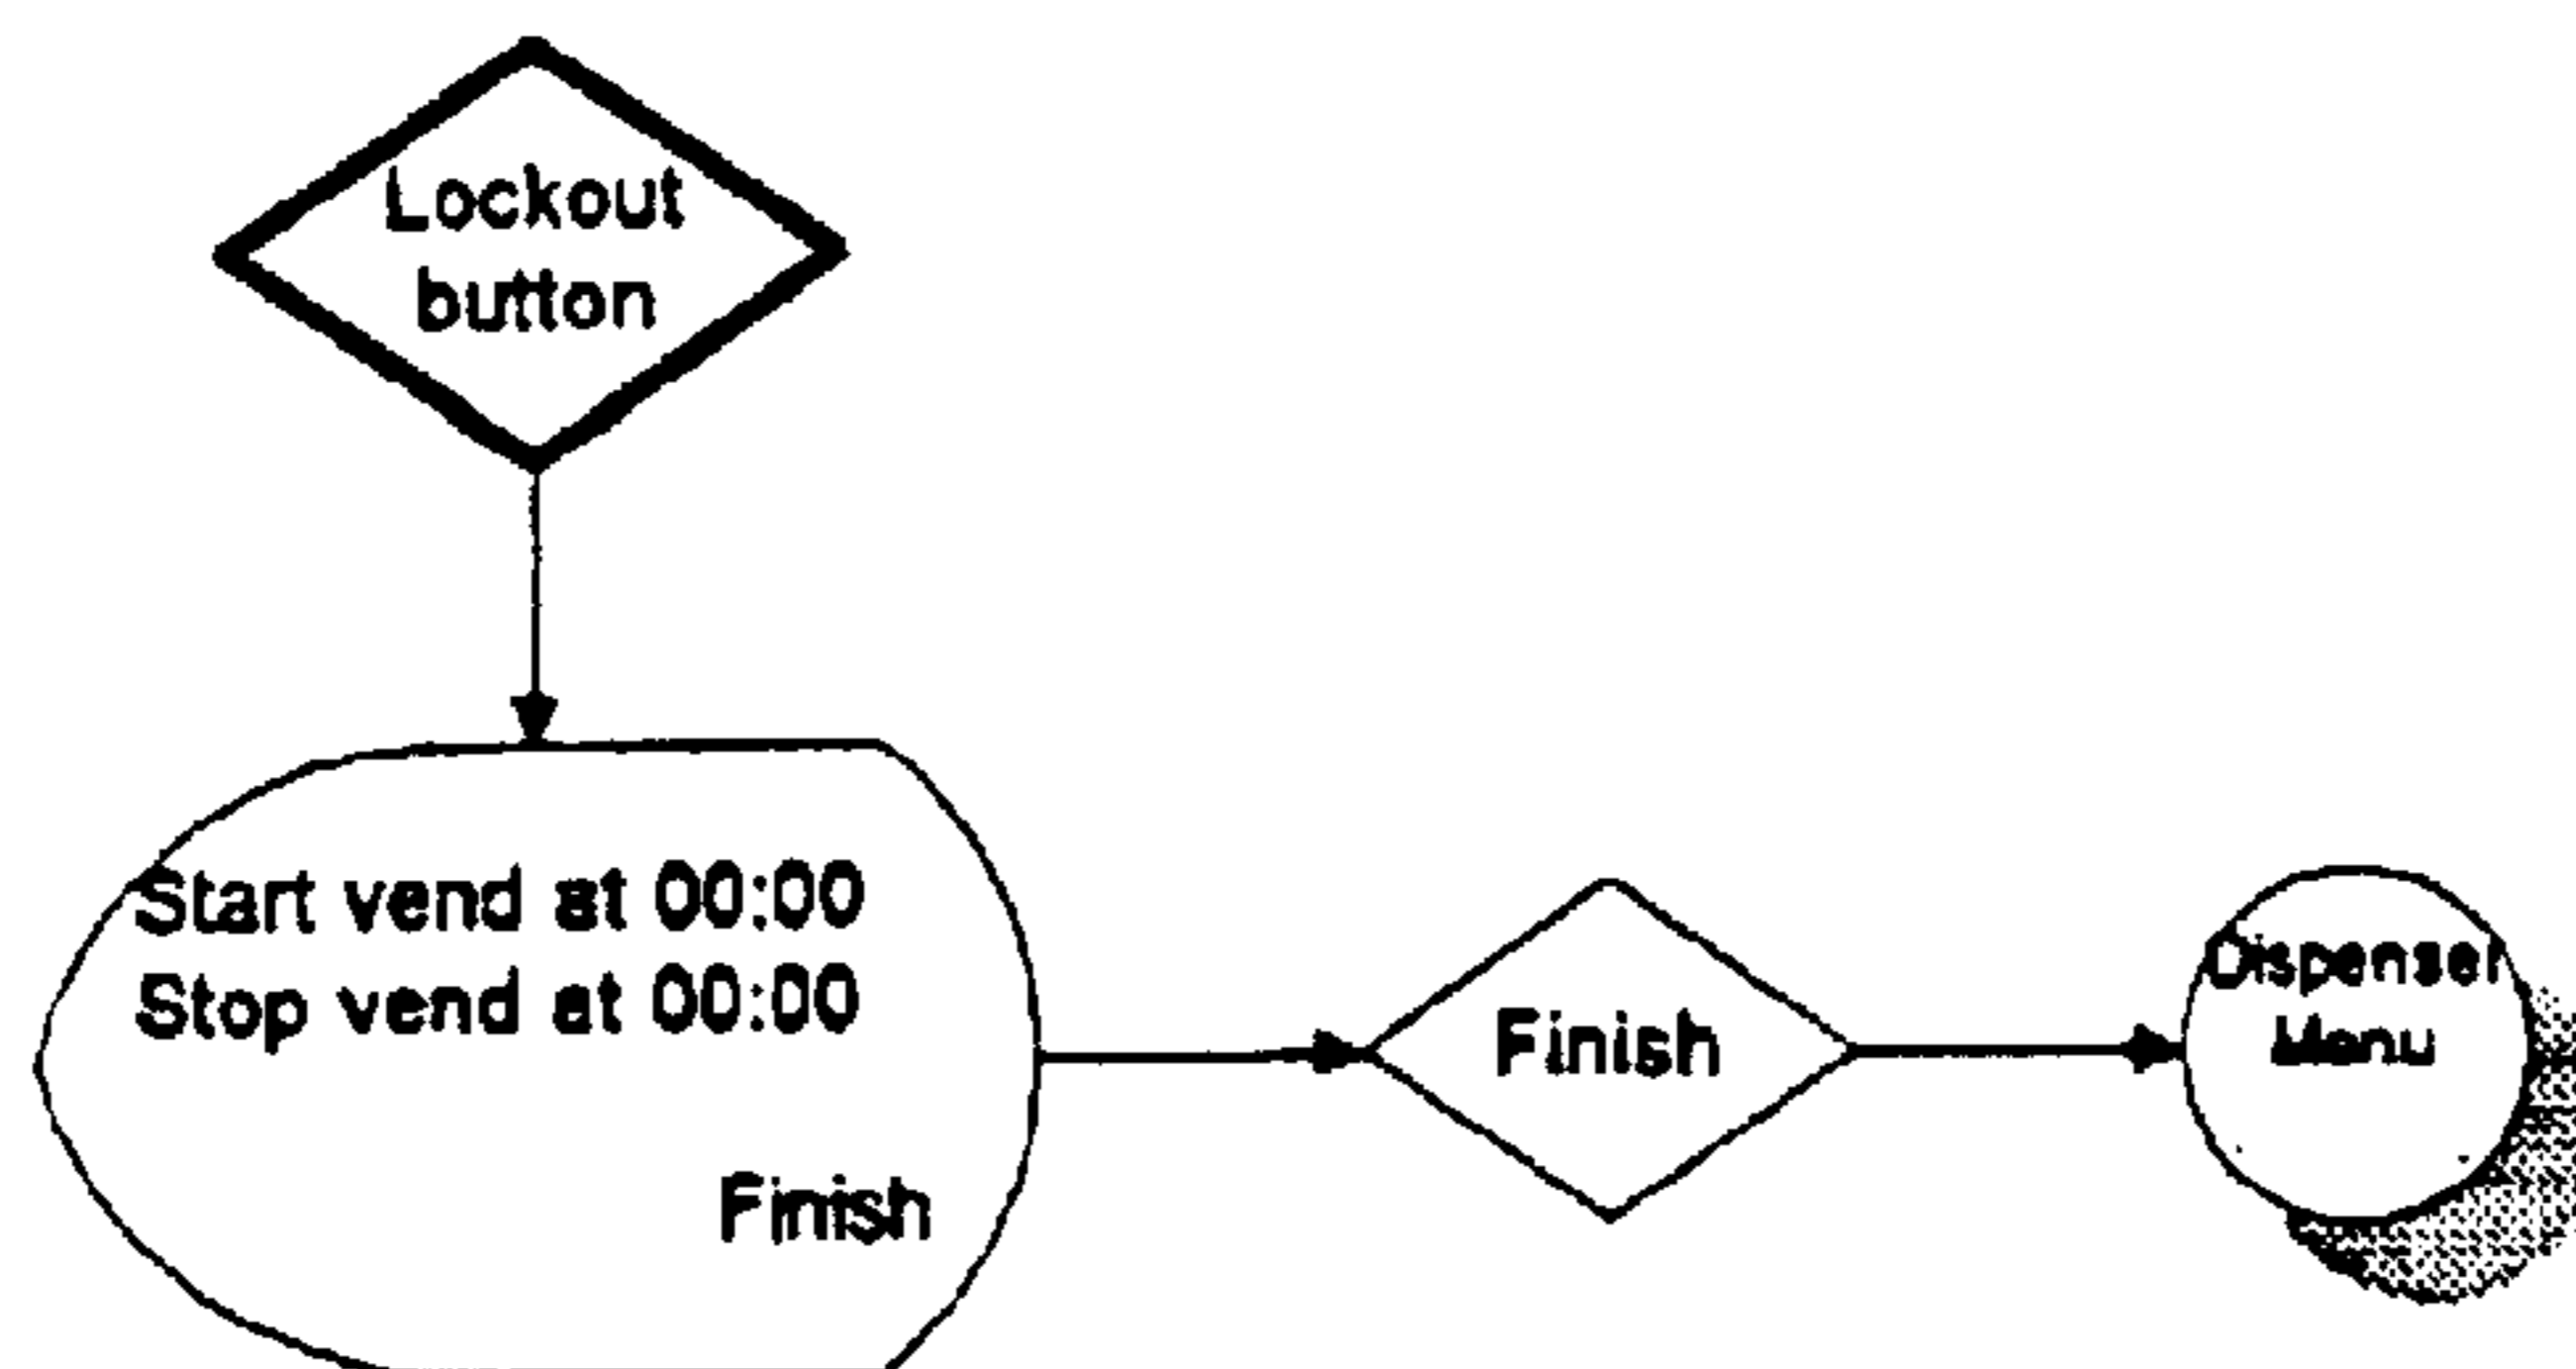 Lockout
button
Start vend at 00:00
Stop vend at 00:00
Finish
Finish
Dispenser
Menu